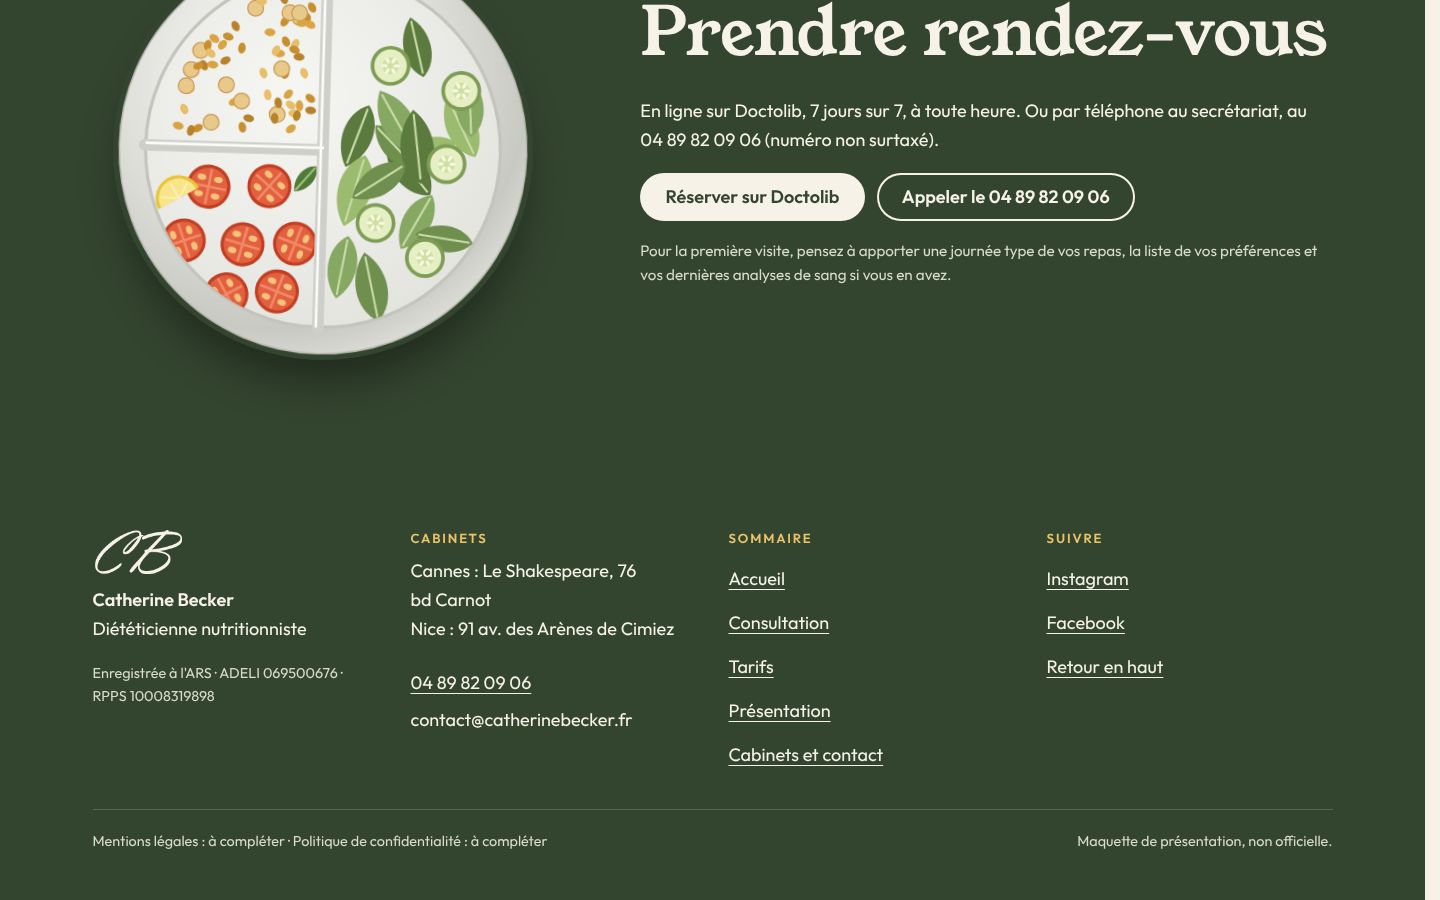 Prendre rendez-vous
En ligne sur Doctolib, 7 jours sur 7, à toute heure. Ou par téléphone au secrétariat, au
04 89 82 09 06 (numéro non surtaxé).
Réserver sur Doctolib
Appeler le 04 89 82 09 06
Pour la première visite, pensez à apporter une journée type de vos repas, la liste de vos préférences et
vos dernières analyses de sang si vous en avez.
CB
Catherine Becker
Diététicienne nutritionniste
Enregistrée à l'ARS · ADELI 069500676 ·
RPPS 10008319898
CABINETS
Cannes : Le Shakespeare, 76
bd Carnot
Nice : 91 av. des Arènes de Cimiez
04 89 82 09 06
contact@catherinebecker.fr
SOMMAIRE
Accueil
Consultation
Tarifs
Présentation
Cabinets et contact
SUIVRE
Instagram
Facebook
Retour en haut
Mentions légales : à compléter · Politique de confidentialité : à compléter
Maquette de présentation, non officielle.